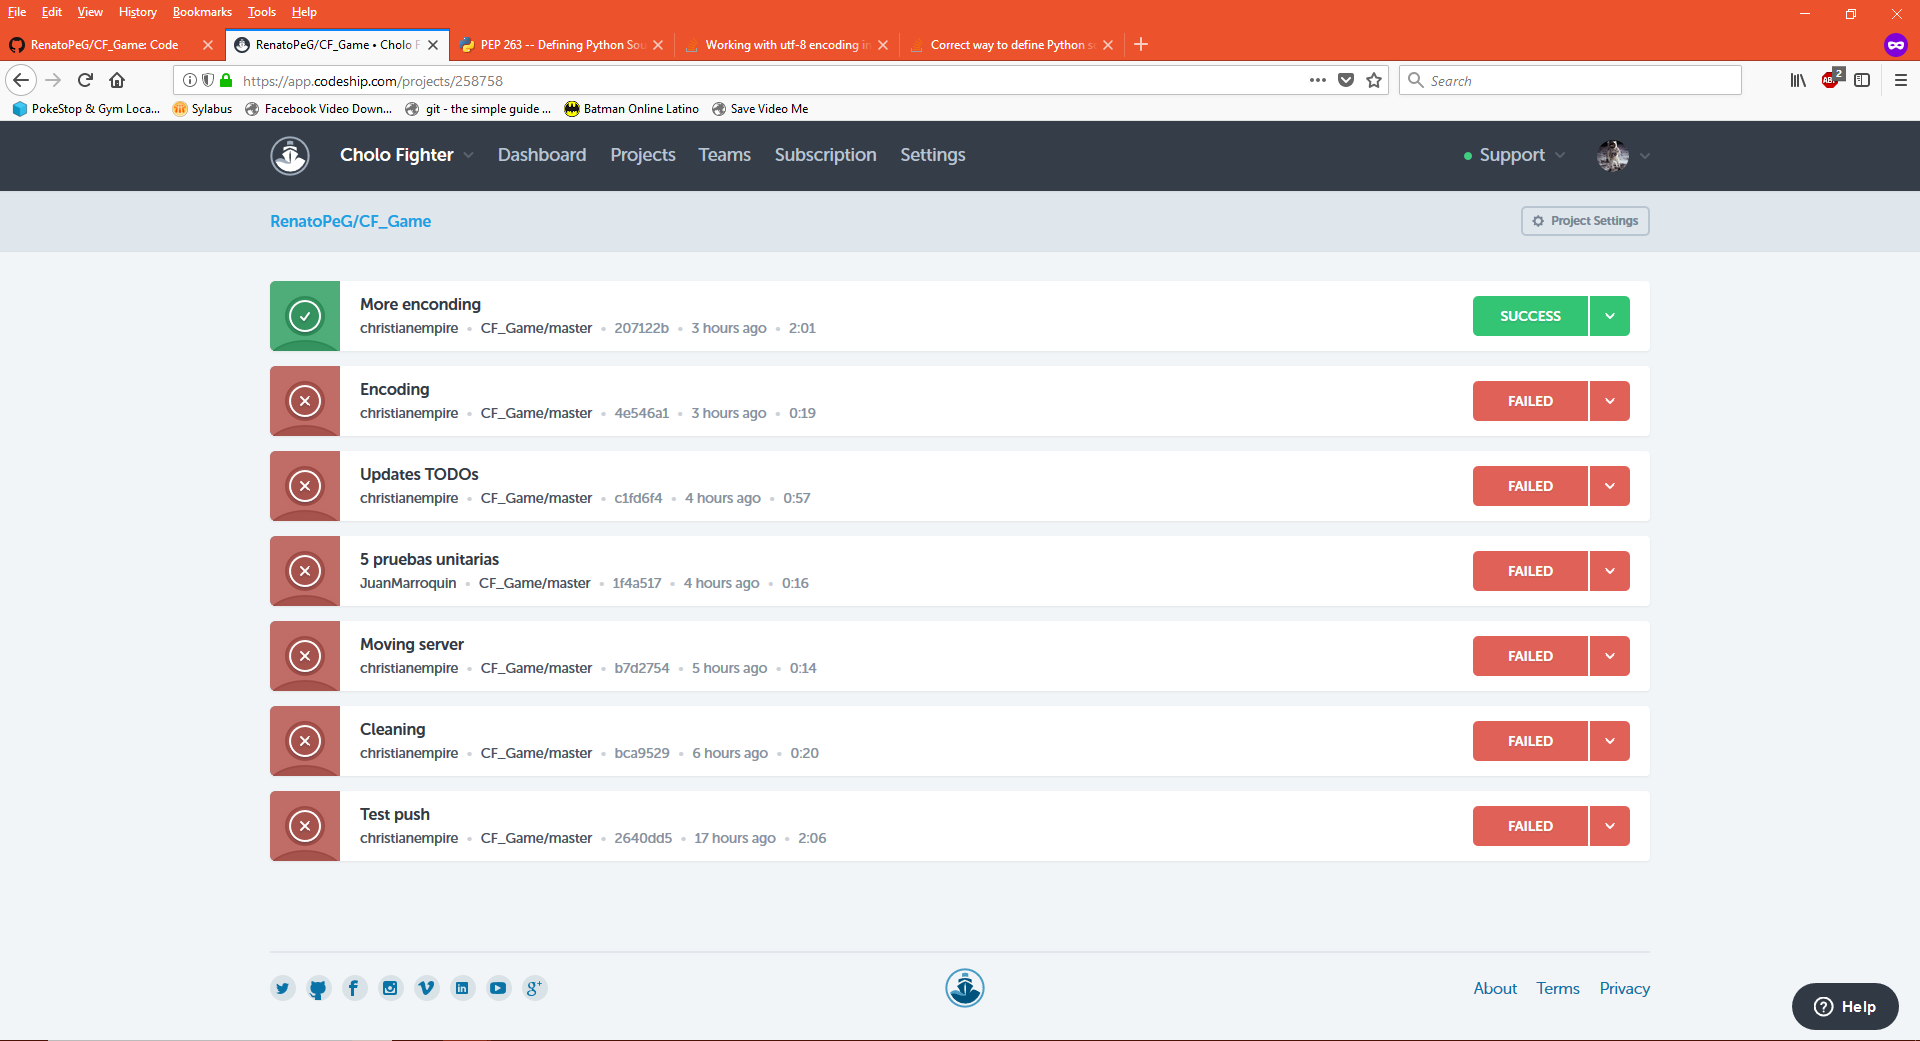 File Edit View History Bookmarks Tools Help
RenatoPeG/CF_Game: Code
RenatoPeG/CF_Game • Cholo F
PEP 263 -- Defining Python Sou
Working with utf-8 encoding in
Correct way to define Python s
https://app.codeship.com/projects/258758
Search
2
PokeStop & Gym Loca... Sylabus Facebook Video Down... git - the simple guide ... Batman Online Latino Save Video Me
Cholo Fighter Dashboard Projects Teams Subscription Settings Support
RenatoPeG/CF_Game
Project Settings
More enconding
christianempire • CF_Game/master • 207122b • 3 hours ago • 2:01
SUCCESS
Encoding
christianempire • CF_Game/master • 4e546a1 • 3 hours ago • 0:19
FAILED
Updates TODOs
christianempire • CF_Game/master • c1fd6f4 • 4 hours ago • 0:57
FAILED
5 pruebas unitarias
JuanMarroquin • CF_Game/master • 1f4a517 • 4 hours ago • 0:16
FAILED
Moving server
christianempire • CF_Game/master • b7d2754 • 5 hours ago • 0:14
FAILED
Cleaning
christianempire • CF_Game/master • bca9529 • 6 hours ago • 0:20
FAILED
Test push
christianempire • CF_Game/master • 2640dd5 • 17 hours ago • 2:06
FAILED
About Terms Privacy
Help